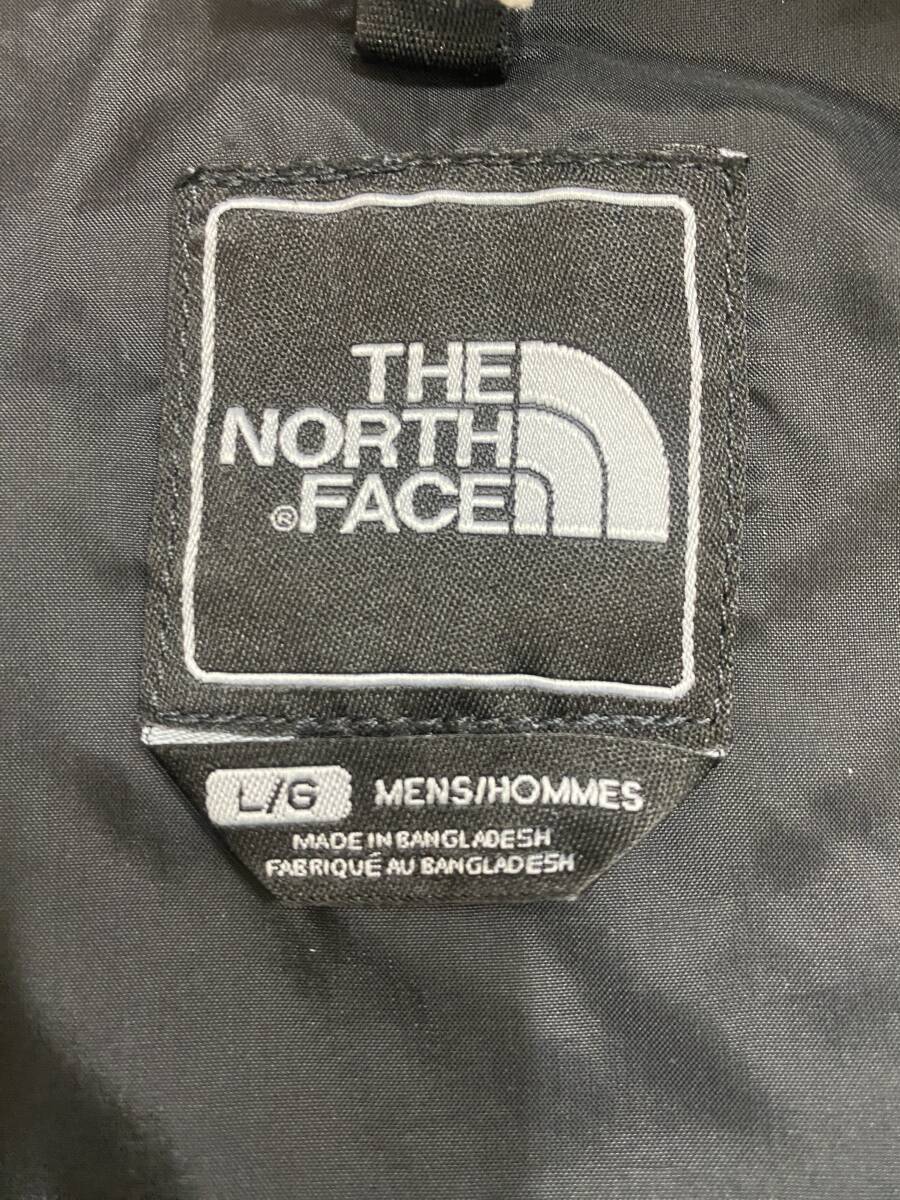 THE
NORTH
®FACE
L/G MENS/HOMMES
MADE IN BANGLADESH
FABRIQUÉ AU BANGLADESH